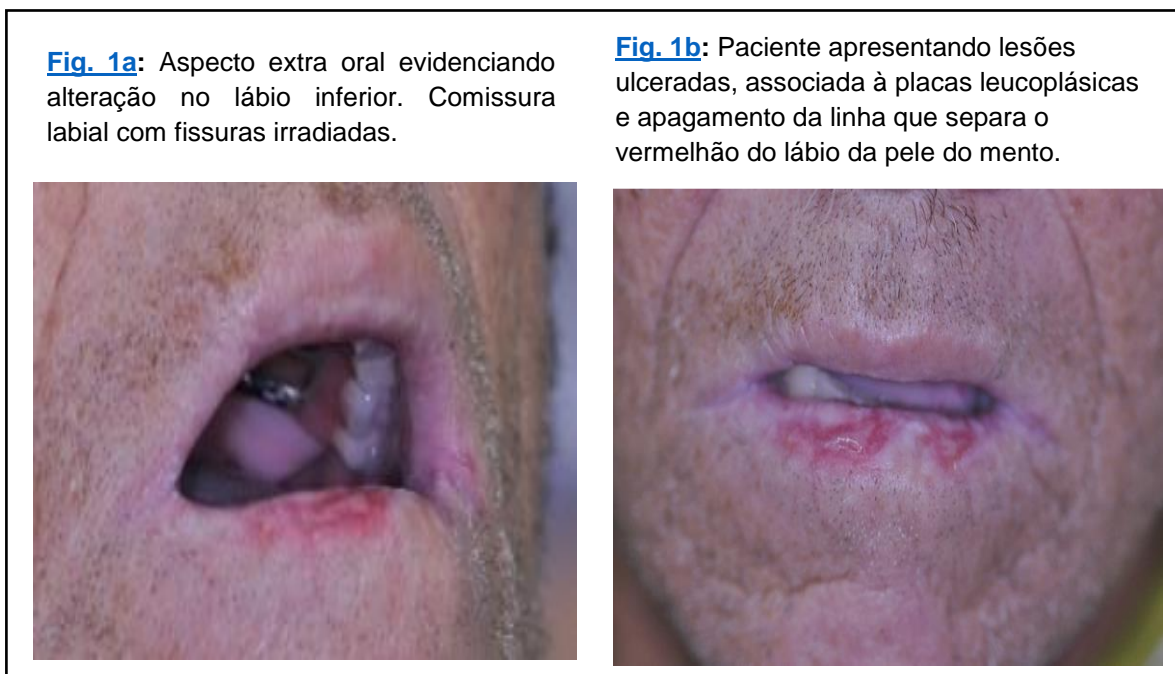 Fig. 1a: Aspecto extra oral evidenciando
alteração no lábio inferior. Comissura
labial com fissuras irradiadas.
Fig. 1b: Paciente apresentando lesões
ulceradas, associada à placas leucoplásicas
e apagamento da linha que separa o
vermelhão do lábio da pele do mento.